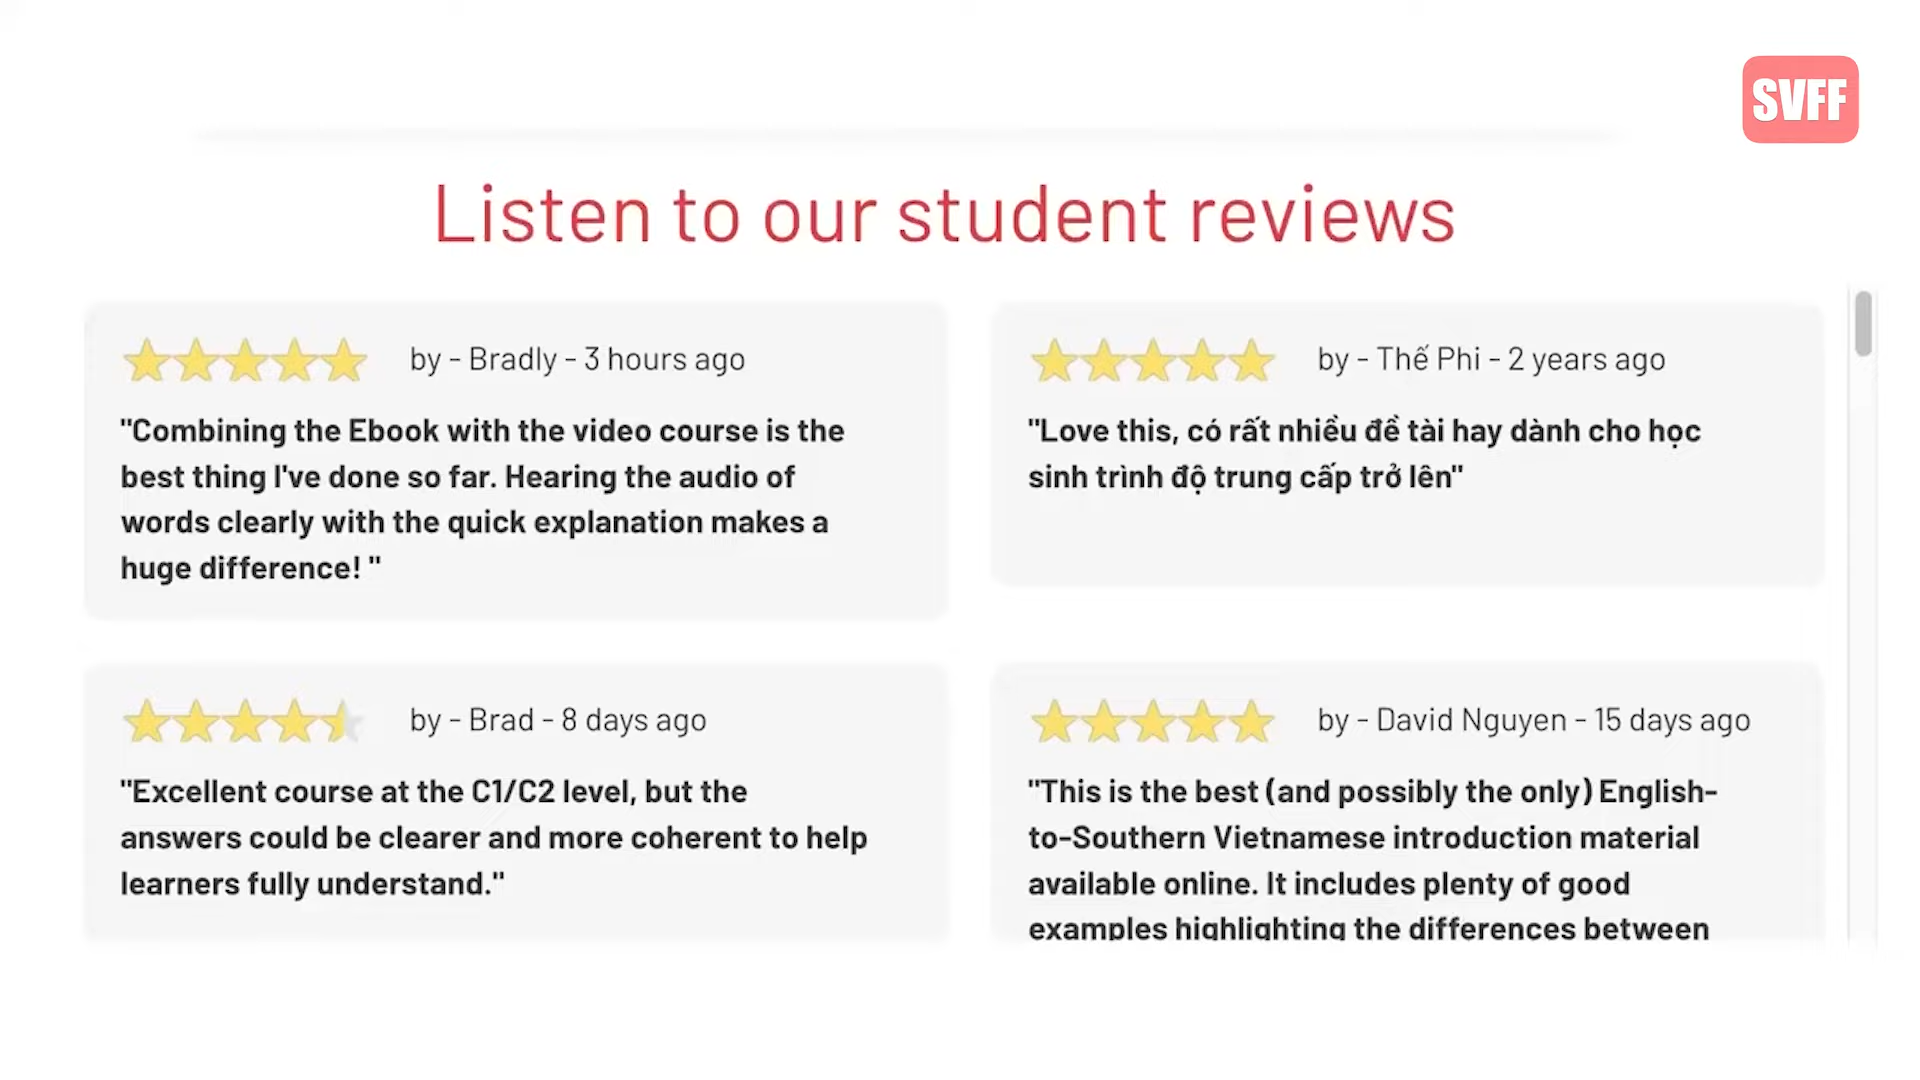 SVFF
Listen to our student reviews
by - Bradly - 3 hours ago
"Combining the Ebook with the video course is the
best thing I've done so far. Hearing the audio of
words clearly with the quick explanation makes a
huge difference! "
by - Thế Phi - 2 years ago
"Love this, có rất nhiều đề tài hay dành cho học
sinh trình độ trung cấp trở lên"
by - Brad - 8 days ago
"Excellent course at the C1/C2 level, but the
answers could be clearer and more coherent to help
learners fully understand."
by - David Nguyen - 15 days ago
"This is the best (and possibly the only) English-
to-Southern Vietnamese introduction material
available online. It includes plenty of good
examples highlighting the differences between